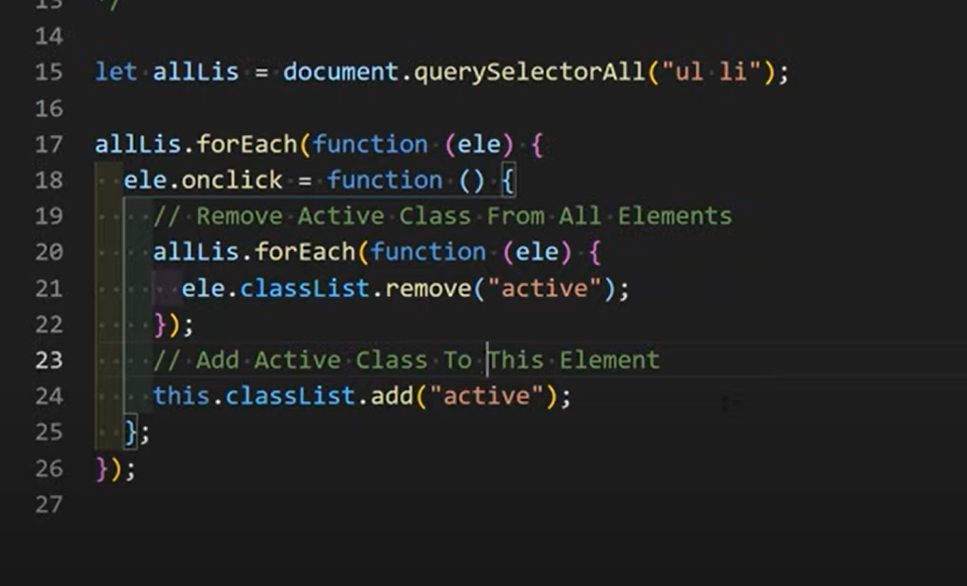 13 */
14
15 let allLis = document.querySelectorAll("ul li");
16
17 allLis.forEach(function (ele) {
18   ele.onclick = function () {
19     // Remove Active Class From All Elements
20     allLis.forEach(function (ele) {
21       ele.classList.remove("active");
22     });
23     // Add Active Class To This Element
24     this.classList.add("active");
25   };
26 });
27